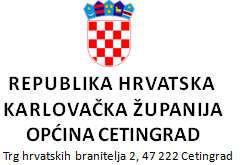 REPUBLIKA HRVATSKA
KARLOVAČKA ŽUPANIJA
OPĆINA CETINGRAD
Trg hrvatskih branitelja 2, 47 222 Cetingrad